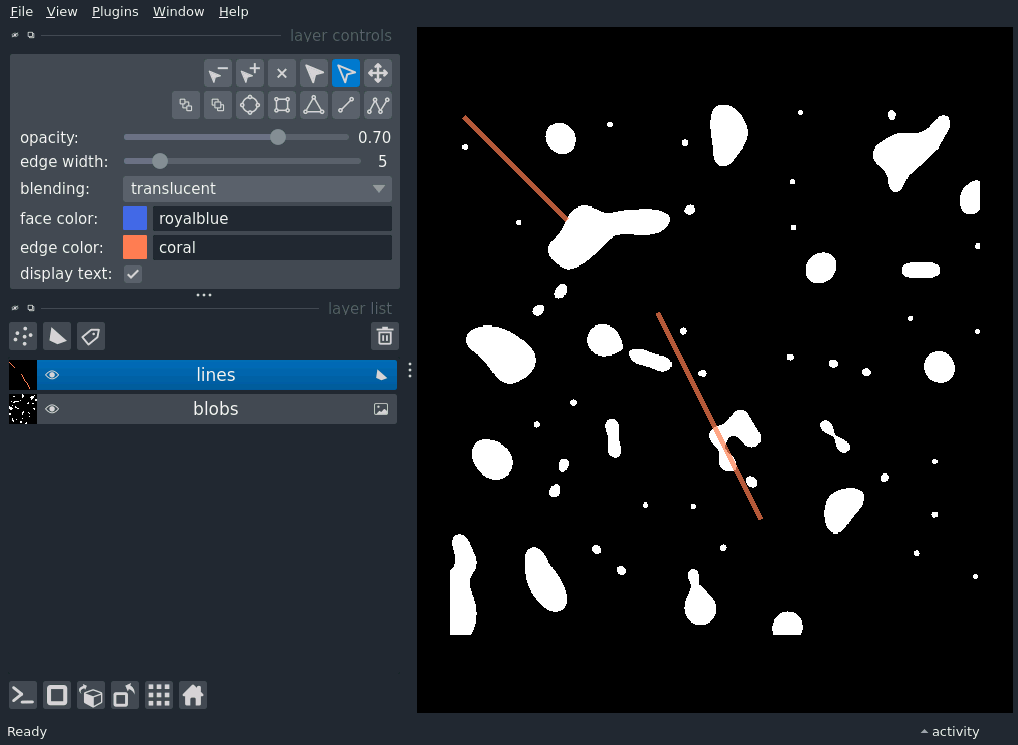 File View Plugins Window Help
layer controls
opacity: 0.70
edge width: 5
blending: translucent
face color: royalblue
edge color: coral
display text:
layer list
lines
blobs
Ready activity